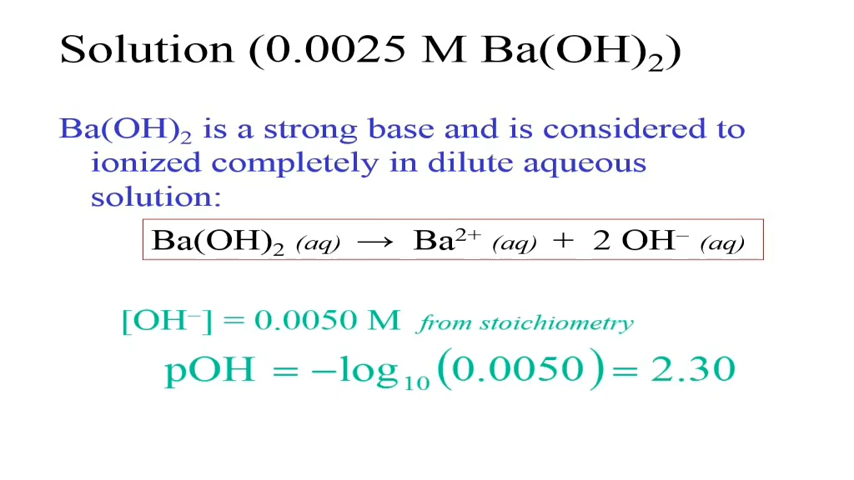 Solution (0.0025 M Ba(OH)₂)
Ba(OH)₂ is a strong base and is considered to
ionized completely in dilute aqueous
solution:
Ba(OH)₂ (aq) → Ba²⁺ (aq) + 2 OH⁻ (aq)
[OH⁻] = 0.0050 M from stoichiometry
pOH = −log₁₀(0.0050) = 2.30